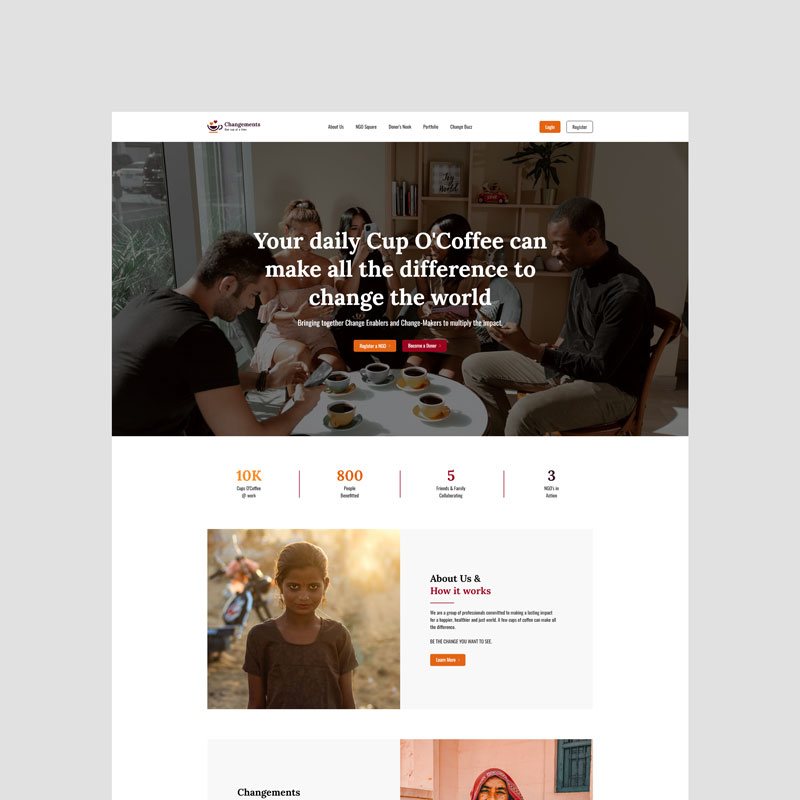 Changements
About Us
NGO Square
Donor's Nook
Portfolio
Change Buzz
Login
Register
Your daily Cup O'Coffee can
make all the difference to
change the world
Bringing together Change Enablers and Change-Makers to multiply the impact.
Register a NGO
Become a Donor
10K
Cups O'Coffee
@ work
800
People
Benefitted
5
Friends & Family
Collaborating
3
NGO's in
Action
About Us &
How it works
We are a group of professionals committed to making a lasting impact
for a happier, healthier and just world. A few cups of coffee can make all
the difference.
BE THE CHANGE YOU WANT TO SEE.
Learn More
Changements